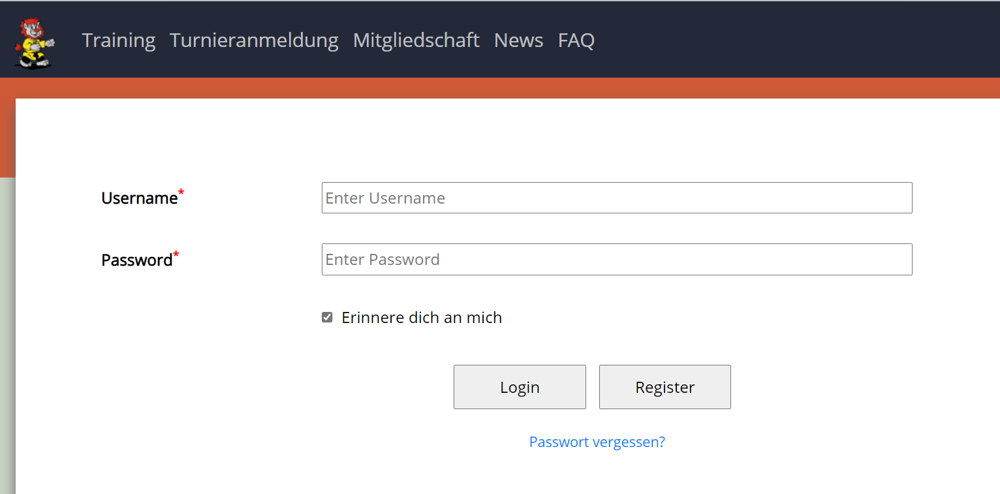 Training Turnieranmeldung Mitgliedschaft News FAQ
Username*
Enter Username
Password*
Enter Password
Erinnere dich an mich
Login
Register
Passwort vergessen?